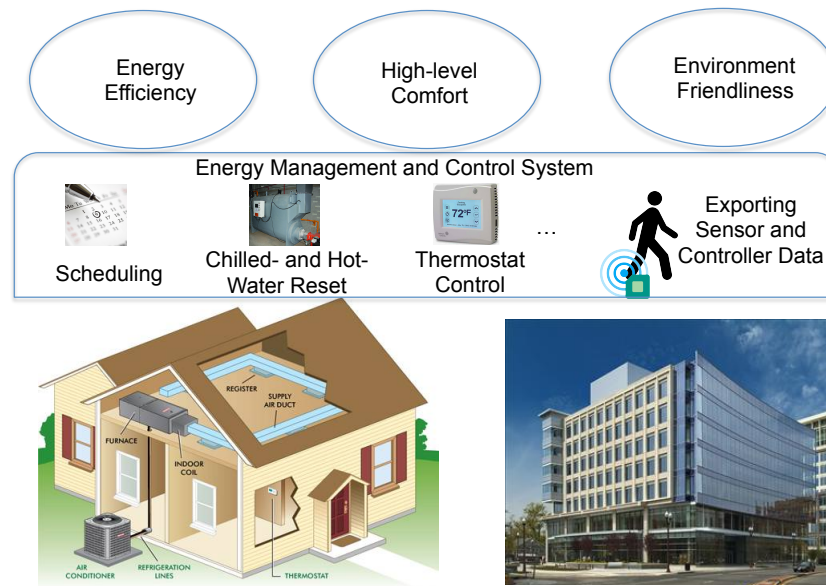 Energy
Efficiency
High-level
Comfort
Environment
Friendliness
Energy Management and Control System
72°F
...
Scheduling
Chilled- and Hot-
Water Reset
Thermostat
Control
Exporting
Sensor and
Controller Data
REGISTER
SUPPLY
AIR DUCT
FURNACE
INDOOR
COIL
AIR
CONDITIONER
REFRIGERATION
LINES
THERMOSTAT